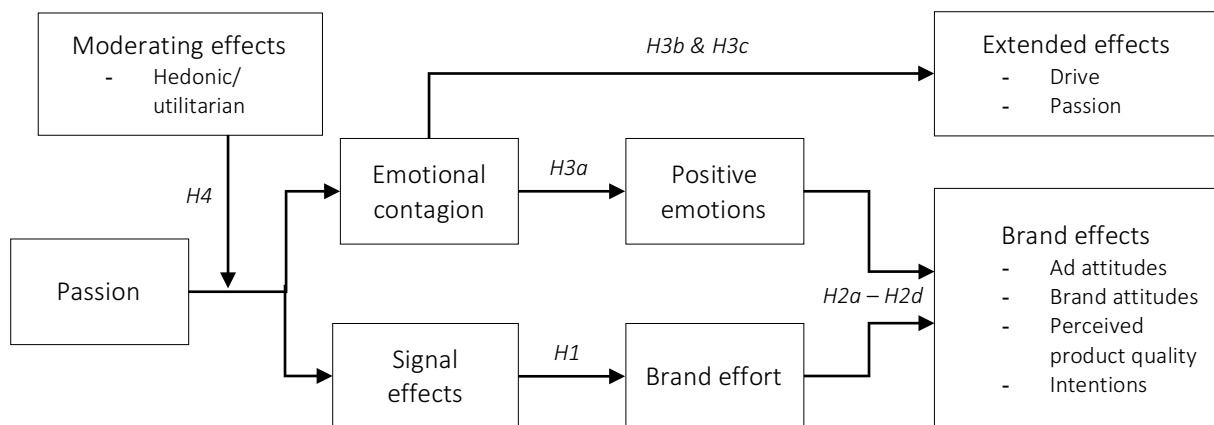 Moderating effects
- Hedonic/
utilitarian
H3b & H3c
Extended effects
- Drive
- Passion
H4
Emotional
contagion
H3a
Positive
emotions
Passion
Signal
effects
H1
Brand effort
H2a – H2d
Brand effects
- Ad attitudes
- Brand attitudes
- Perceived
product quality
- Intentions